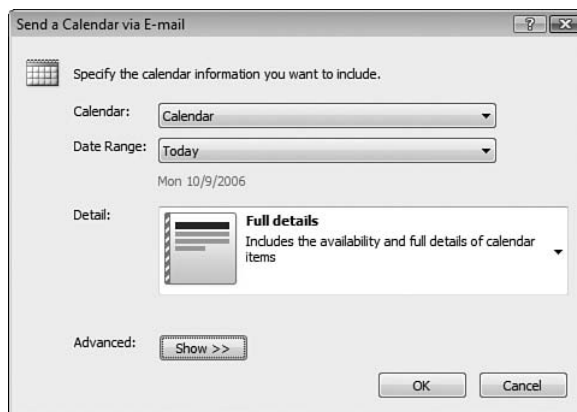 Send a Calendar via E-mail
Specify the calendar information you want to include.
Calendar: Calendar
Date Range: Today
Mon 10/9/2006
Detail: Full details
Includes the availability and full details of calendar
items
Advanced: Show >>
OK Cancel